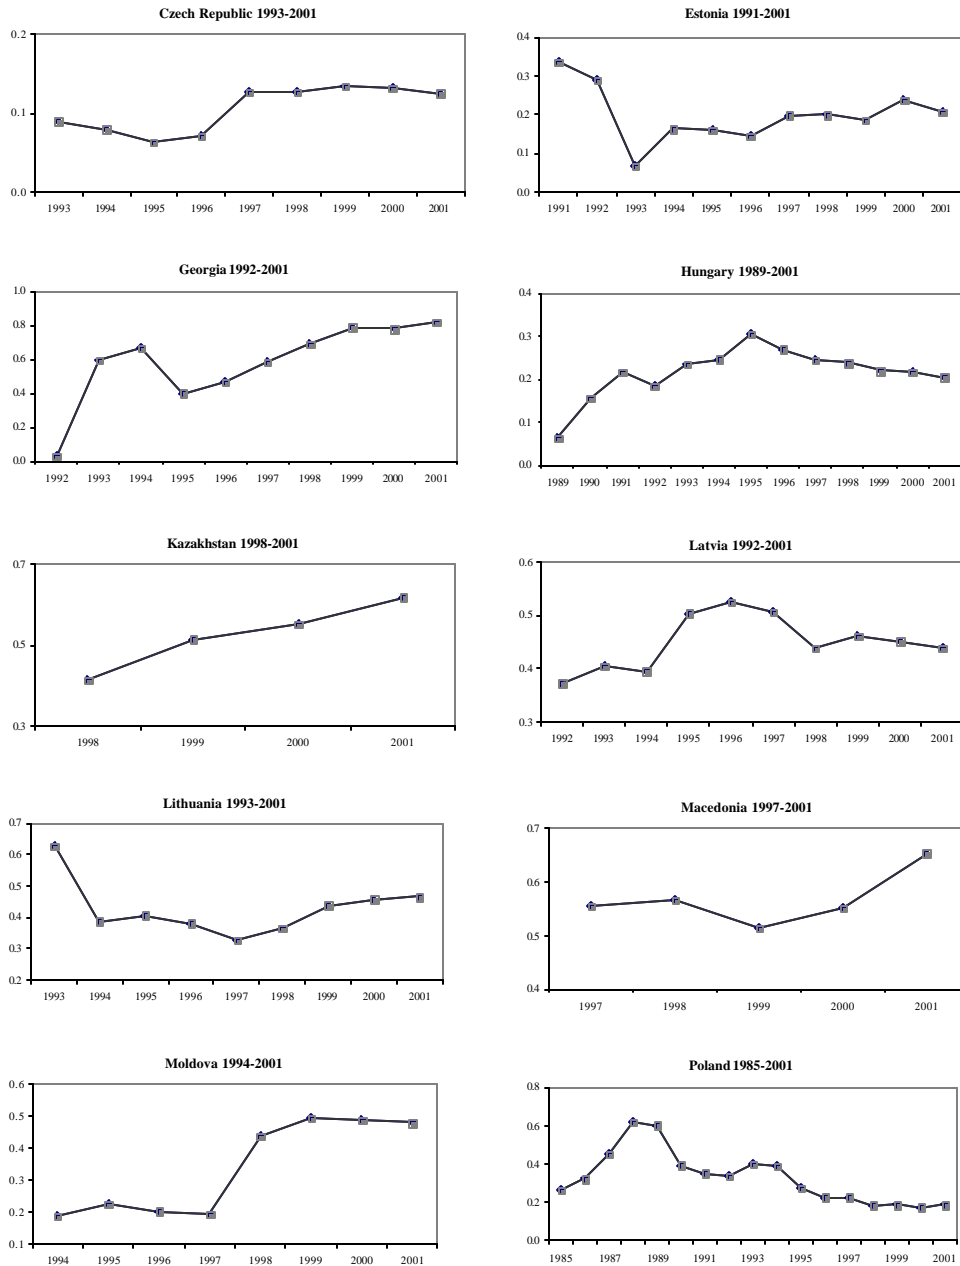 Czech Republic 1993-2001
0.2
0.1
0.0
1993 1994 1995 1996 1997 1998 1999 2000 2001
Estonia 1991-2001
0.4
0.3
0.2
0.1
0.0
1991 1992 1993 1994 1995 1996 1997 1998 1999 2000 2001
Georgia 1992-2001
1.0
0.8
0.6
0.4
0.2
0.0
1992 1993 1994 1995 1996 1997 1998 1999 2000 2001
Hungary 1989-2001
0.4
0.3
0.2
0.1
0.0
1989 1990 1991 1992 1993 1994 1995 1996 1997 1998 1999 2000 2001
Kazakhstan 1998-2001
0.7
0.5
0.3
1998 1999 2000 2001
Latvia 1992-2001
0.6
0.5
0.4
0.3
1992 1993 1994 1995 1996 1997 1998 1999 2000 2001
Lithuania 1993-2001
0.7
0.6
0.5
0.4
0.3
0.2
1993 1994 1995 1996 1997 1998 1999 2000 2001
Macedonia 1997-2001
0.7
0.6
0.5
0.4
1997 1998 1999 2000 2001
Moldova 1994-2001
0.6
0.5
0.4
0.3
0.2
0.1
1994 1995 1996 1997 1998 1999 2000 2001
Poland 1985-2001
0.8
0.6
0.4
0.2
0.0
1985 1987 1989 1991 1993 1995 1997 1999 2001